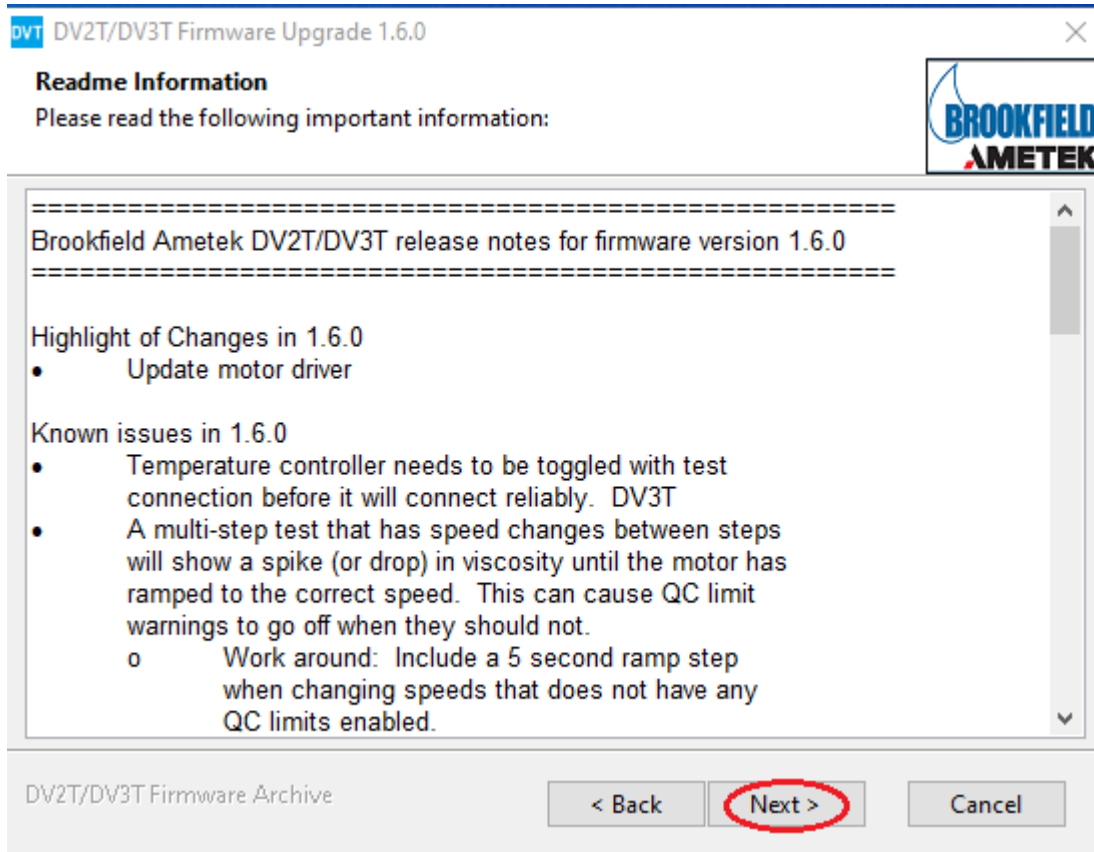 DVT DV2T/DV3T Firmware Upgrade 1.6.0
Readme Information
Please read the following important information:
BROOKFIELD
AMETEK
======================================================
Brookfield Ametek DV2T/DV3T release notes for firmware version 1.6.0
======================================================
Highlight of Changes in 1.6.0
• Update motor driver
Known issues in 1.6.0
• Temperature controller needs to be toggled with test
connection before it will connect reliably.  DV3T
• A multi-step test that has speed changes between steps
will show a spike (or drop) in viscosity until the motor has
ramped to the correct speed.  This can cause QC limit
warnings to go off when they should not.
o Work around:  Include a 5 second ramp step
when changing speeds that does not have any
QC limits enabled.
DV2T/DV3T Firmware Archive
< Back Next > Cancel